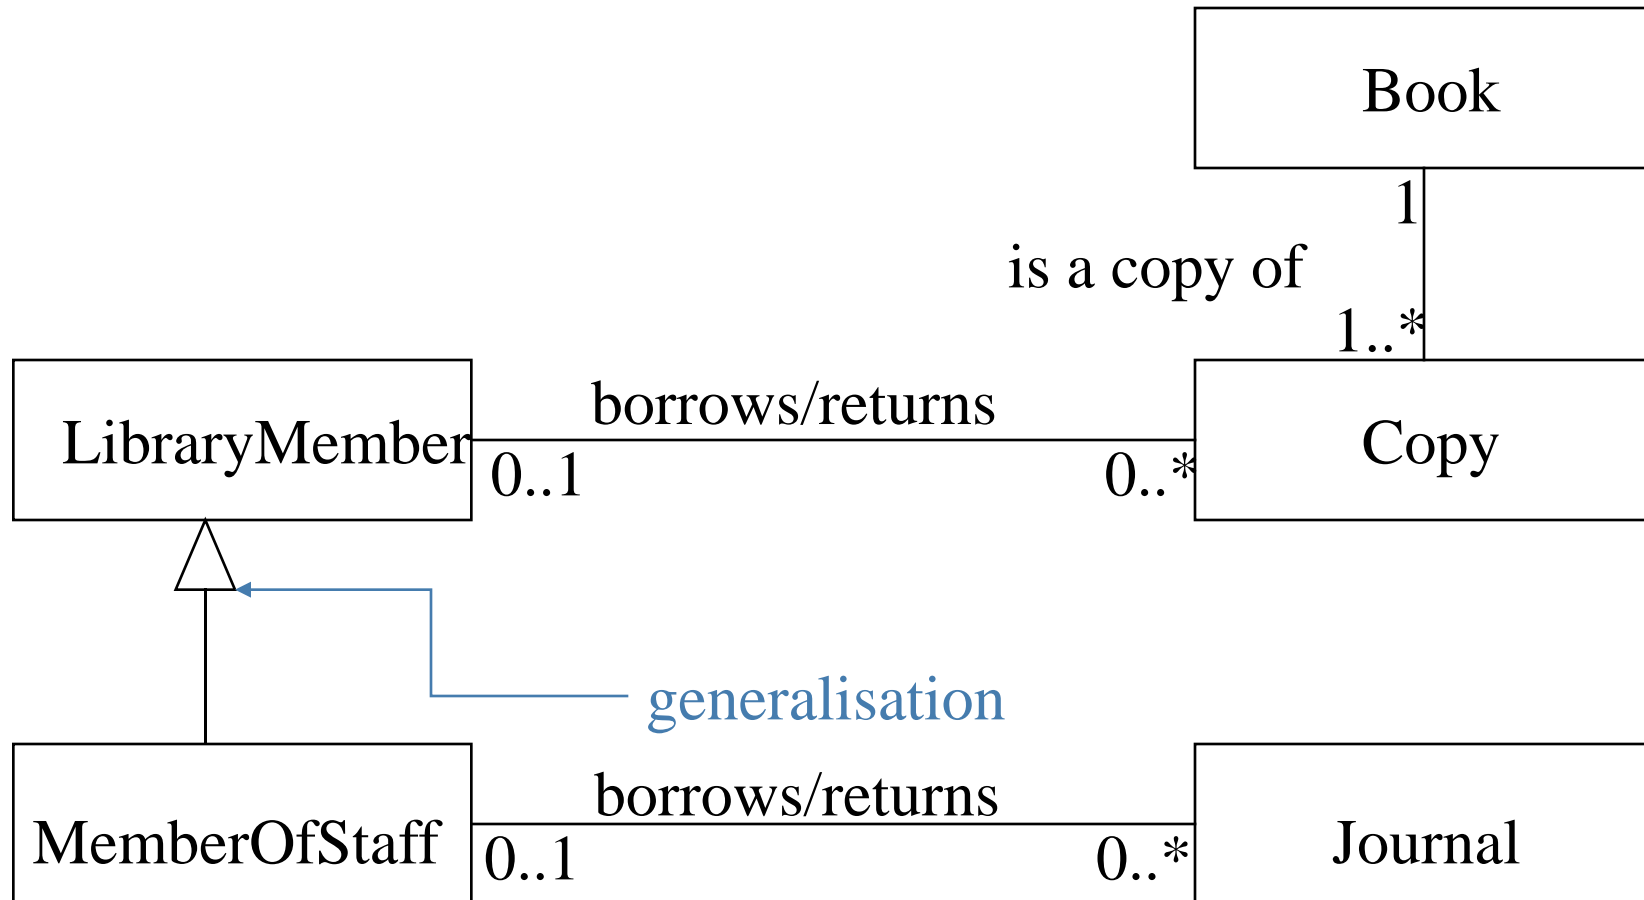 Book
1
is a copy of
1..*
borrows/returns
LibraryMember
0..1
0..*
Copy
generalisation
borrows/returns
MemberOfStaff
0..1
0..*
Journal